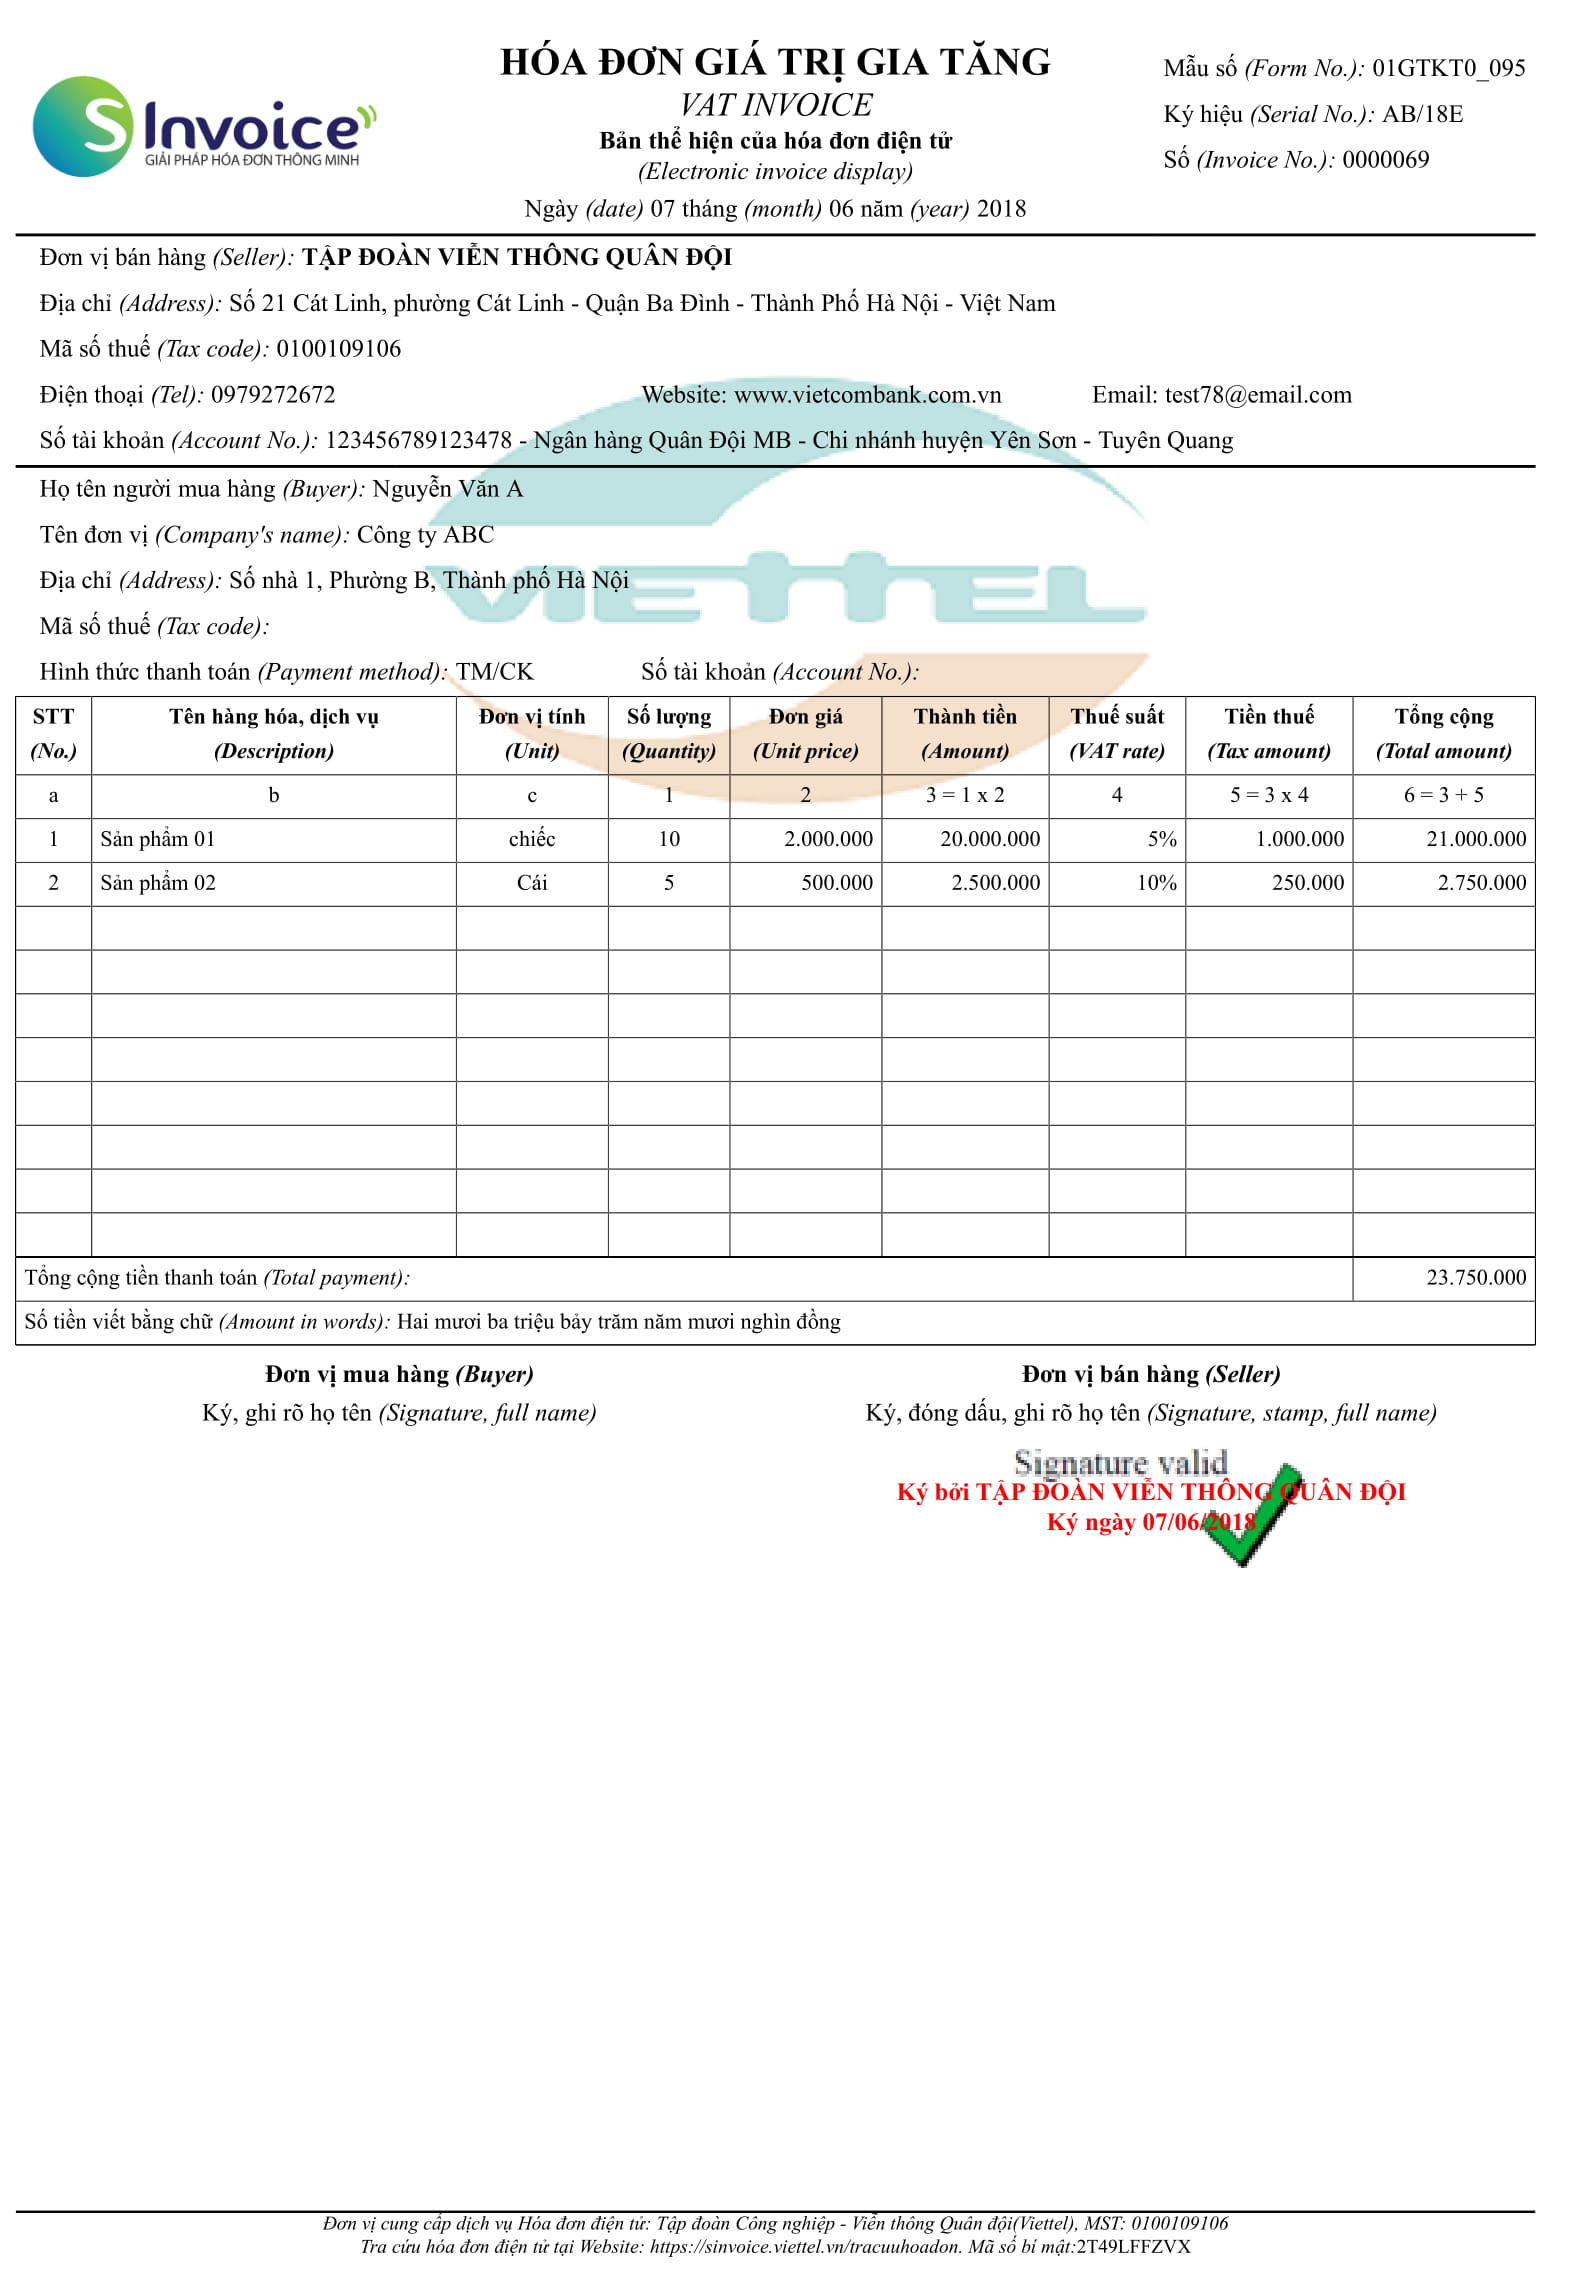 S Invoice
GIẢI PHÁP HÓA ĐƠN THÔNG MINH
HÓA ĐƠN GIÁ TRỊ GIA TĂNG
VAT INVOICE
Bản thể hiện của hóa đơn điện tử
(Electronic invoice display)
Ngày (date) 07 tháng (month) 06 năm (year) 2018
Mẫu số (Form No.): 01GTKT0_095
Ký hiệu (Serial No.): AB/18E
Số (Invoice No.): 0000069
Đơn vị bán hàng (Seller): TẬP ĐOÀN VIỄN THÔNG QUÂN ĐỘI
Địa chỉ (Address): Số 21 Cát Linh, phường Cát Linh - Quận Ba Đình - Thành Phố Hà Nội - Việt Nam
Mã số thuế (Tax code): 0100109106
Điện thoại (Tel): 0979272672 Website: www.vietcombank.com.vn Email: test78@email.com
Số tài khoản (Account No.): 123456789123478 - Ngân hàng Quân Đội MB - Chi nhánh huyện Yên Sơn - Tuyên Quang
Họ tên người mua hàng (Buyer): Nguyễn Văn A
Tên đơn vị (Company's name): Công ty ABC
Địa chỉ (Address): Số nhà 1, Phường B, Thành phố Hà Nội
VIETTEL
Mã số thuế (Tax code):
Hình thức thanh toán (Payment method): TM/CK Số tài khoản (Account No.):
STT Tên hàng hóa, dịch vụ Đơn vị tính Số lượng Đơn giá Thành tiền Thuế suất Tiền thuế Tổng cộng
(No.) (Description) (Unit) (Quantity) (Unit price) (Amount) (VAT rate) (Tax amount) (Total amount)
a b c 1 2 3 = 1 x 2 4 5 = 3 x 4 6 = 3 + 5
1 Sản phẩm 01 chiếc 10 2.000.000 20.000.000 5% 1.000.000 21.000.000
2 Sản phẩm 02 Cái 5 500.000 2.500.000 10% 250.000 2.750.000
Tổng cộng tiền thanh toán (Total payment): 23.750.000
Số tiền viết bằng chữ (Amount in words): Hai mươi ba triệu bảy trăm năm mươi nghìn đồng
Đơn vị mua hàng (Buyer) Đơn vị bán hàng (Seller)
Ký, ghi rõ họ tên (Signature, full name) Ký, đóng dấu, ghi rõ họ tên (Signature, stamp, full name)
Signature valid
Ký bởi TẬP ĐOÀN VIỄN THÔNG QUÂN ĐỘI
Ký ngày 07/06/2018
Đơn vị cung cấp dịch vụ Hóa đơn điện tử: Tập đoàn Công nghiệp - Viễn thông Quân đội(Viettel), MST: 0100109106
Tra cứu hóa đơn điện tử tại Website: https://sinvoice.viettel.vn/tracuuhoadon. Mã số bí mật:2T49LFFZVX